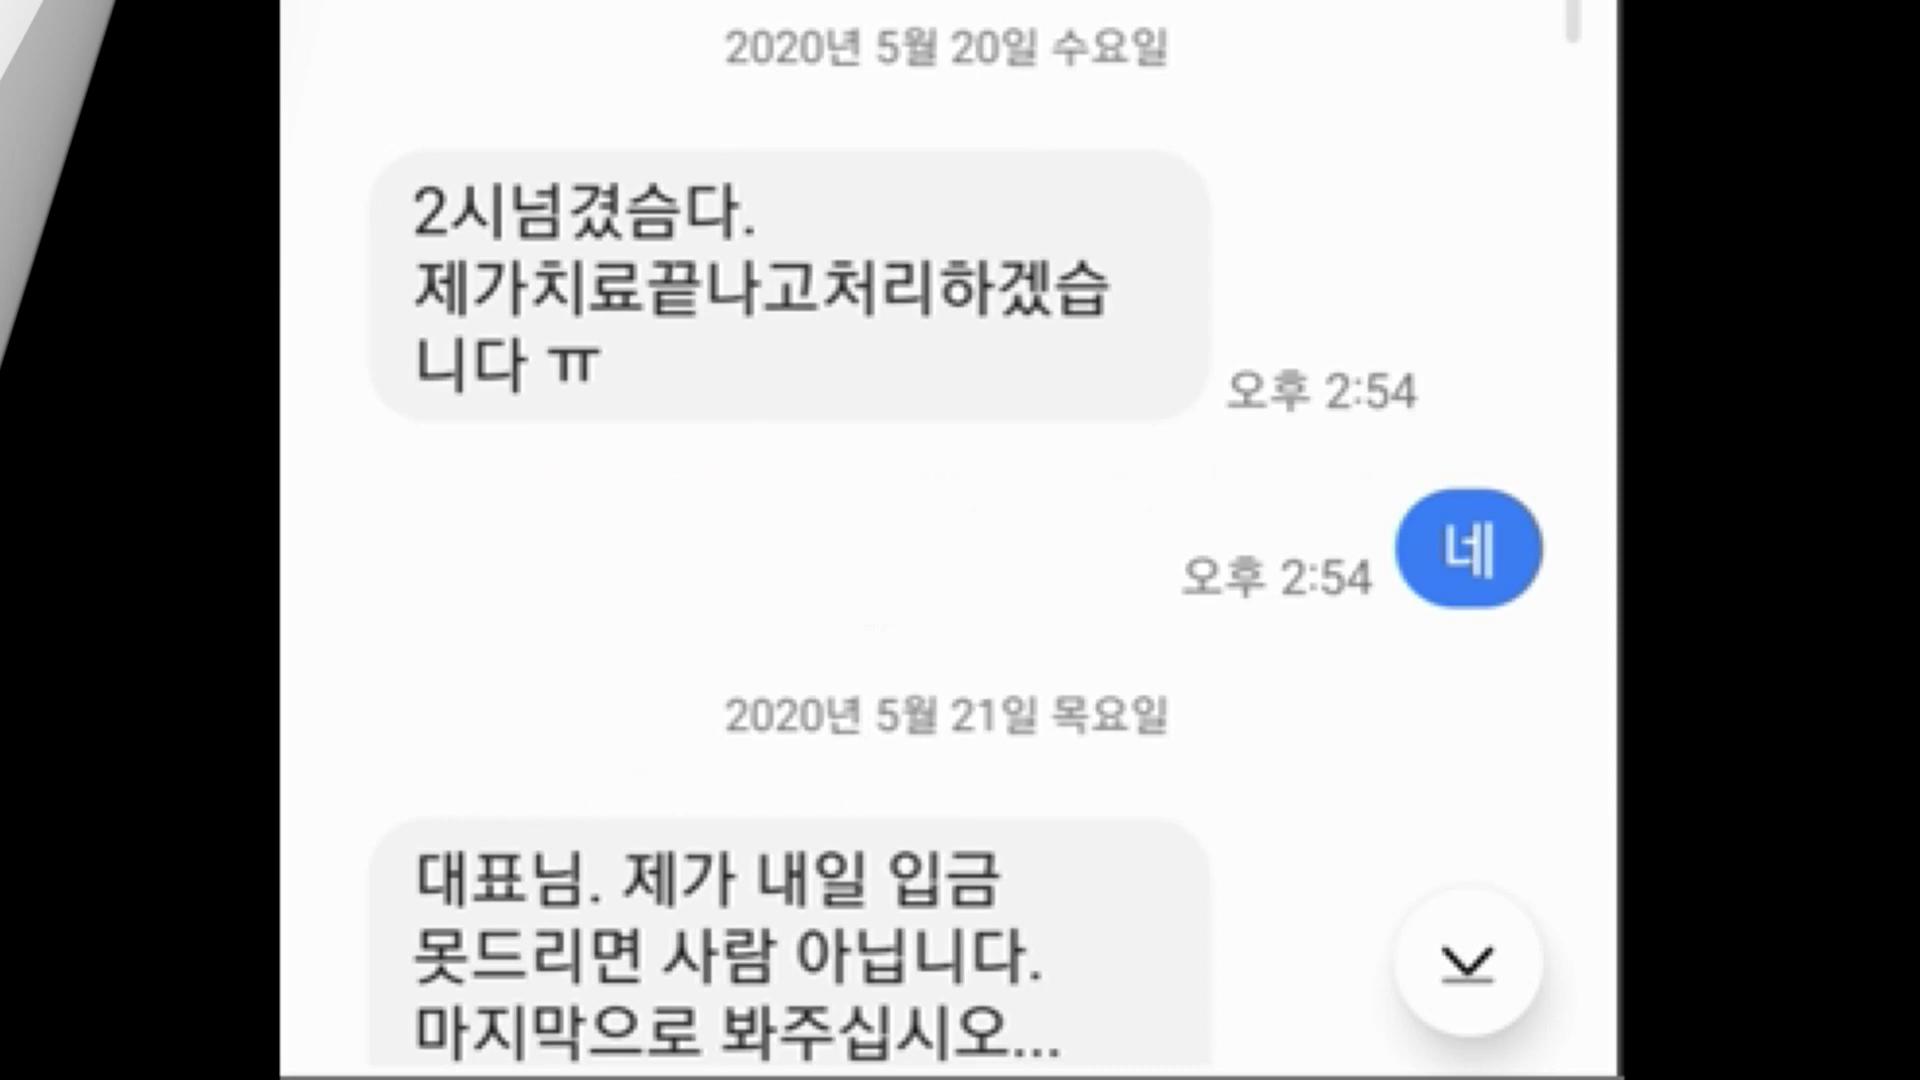 2020년 5월 20일 수요일
2시넘겼슴다.
제가치료끝나고처리하겠습
니다 ㅠ
오후 2:54
네
오후 2:54
2020년 5월 21일 목요일
대표님. 제가 내일 입금
못드리면 사람 아닙니다.
마지막으로 봐주십시오...